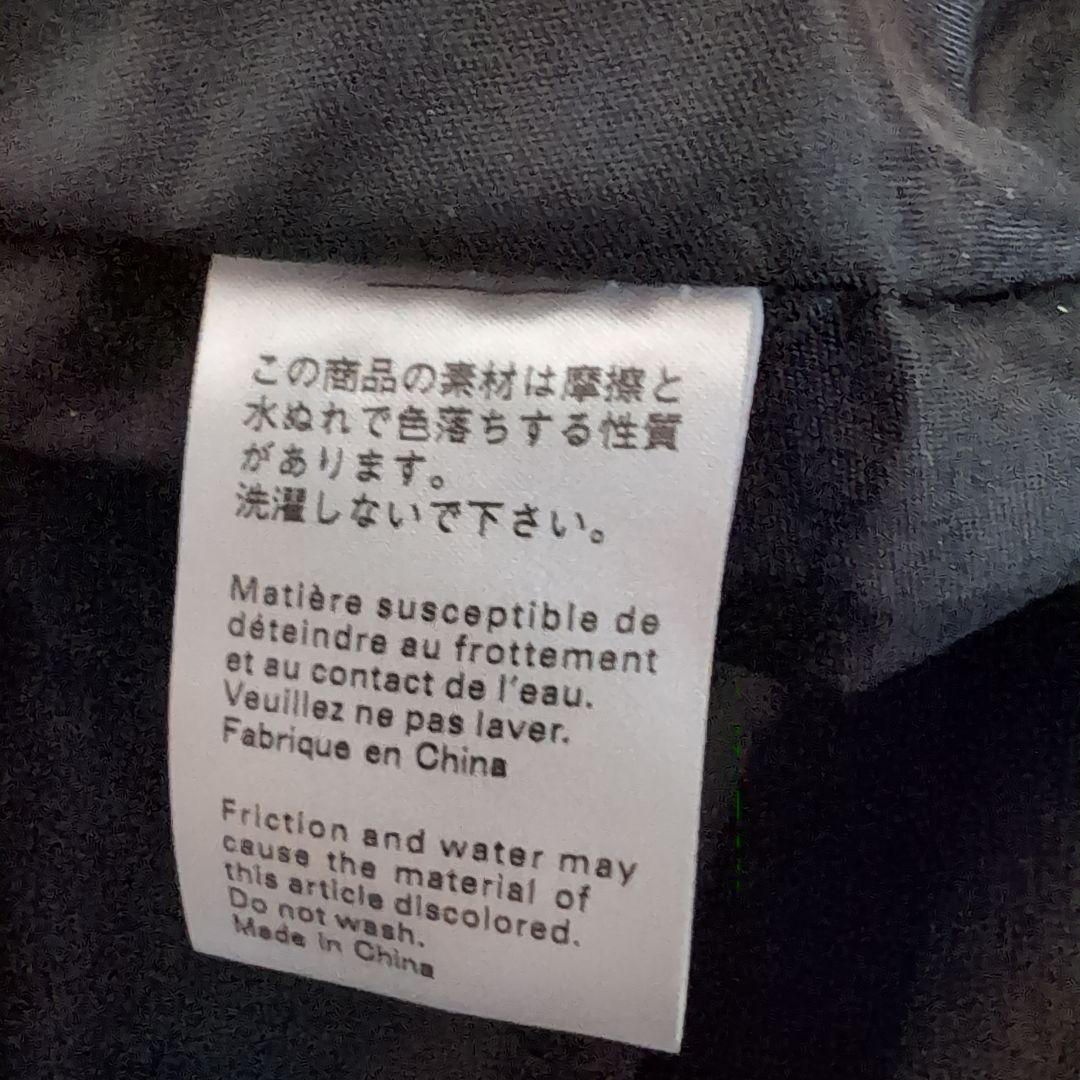 この商品の素材は摩擦と
水ぬれで色落ちする性質
があります。
洗濯しないで下さい。
Matière susceptible de
déteindre au frottement
et au contact de l'eau.
Veuillez ne pas laver.
Fabrique en China
Friction and water may
cause the material of
this article discolored.
Do not wash.
Made in China